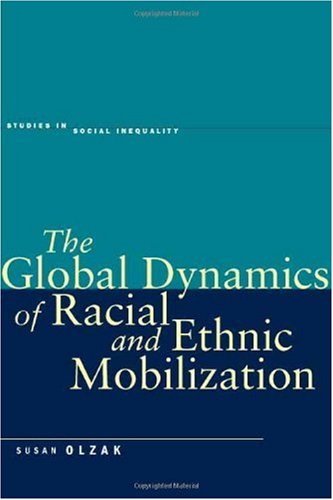 STUDIES IN SOCIAL INEQUALITY
The
Global Dynamics
of Racial
and Ethnic
Mobilization
SUSAN OLZAK